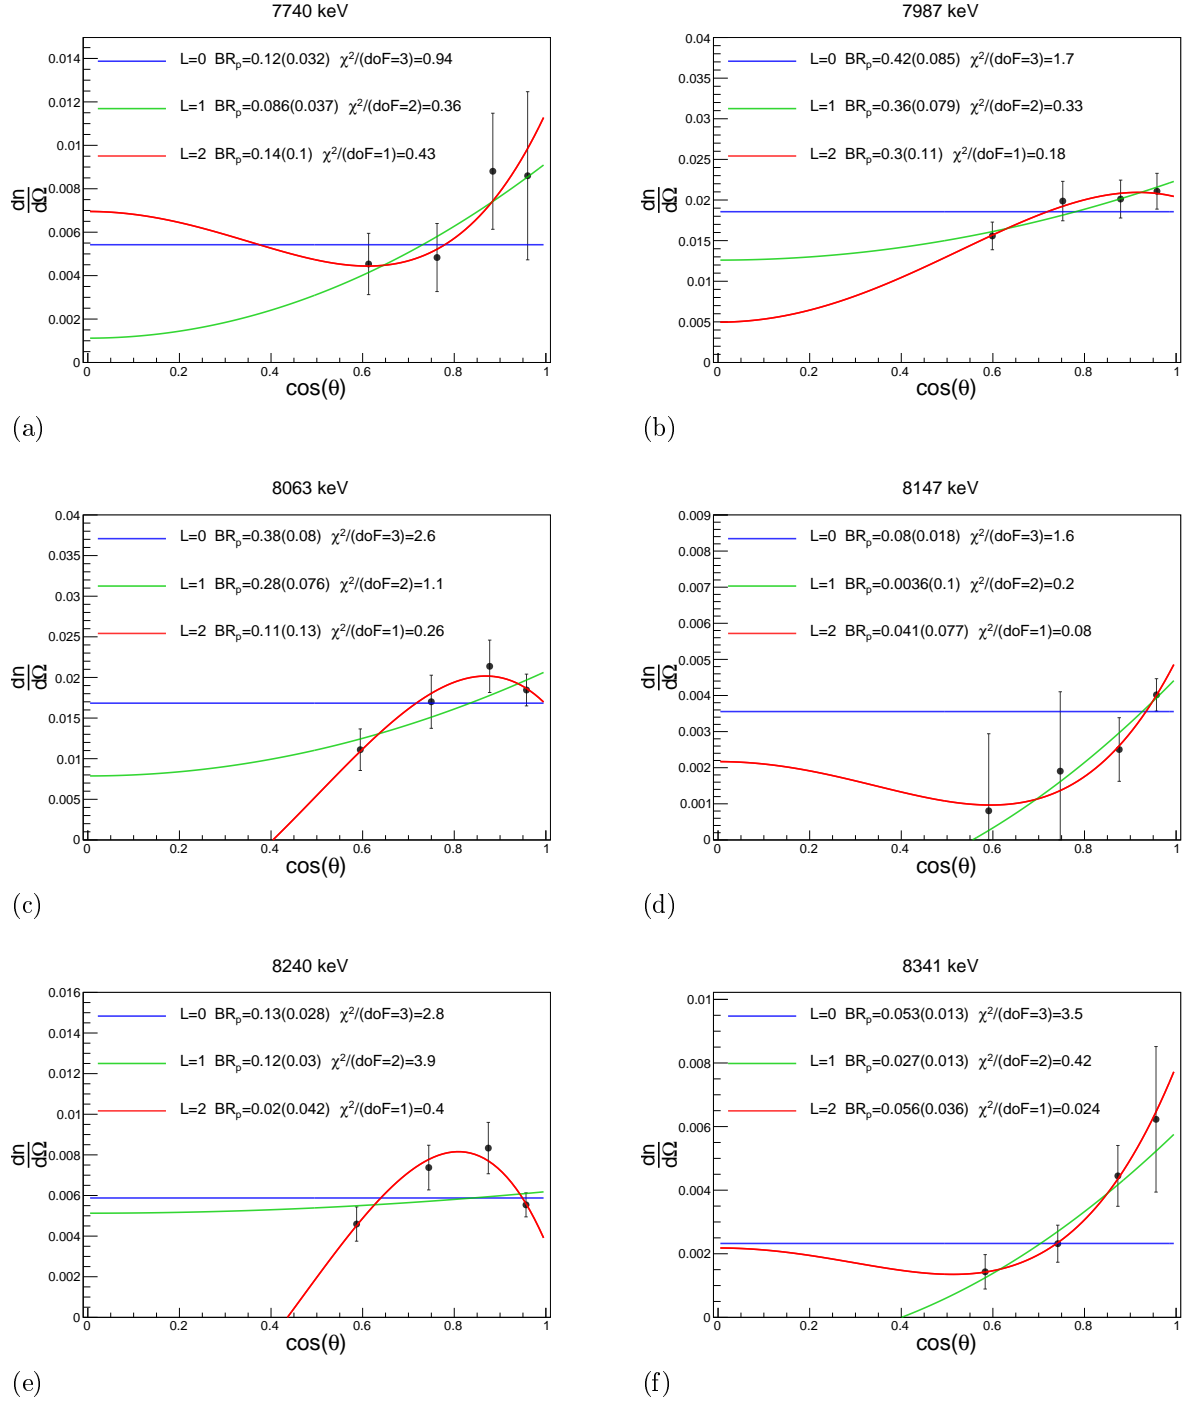 7740 keV
L=0 BRₚ=0.12(0.032) χ²/(doF=3)=0.94
L=1 BRₚ=0.086(0.037) χ²/(doF=2)=0.36
L=2 BRₚ=0.14(0.1) χ²/(doF=1)=0.43
0.014
0.012
0.01
0.008
0.006
0.004
0.002
0
dn
dΩ
0 0.2 0.4 0.6 0.8 1
cos(θ)
(a)
7987 keV
L=0 BRₚ=0.42(0.085) χ²/(doF=3)=1.7
L=1 BRₚ=0.36(0.079) χ²/(doF=2)=0.33
L=2 BRₚ=0.3(0.11) χ²/(doF=1)=0.18
0.04
0.035
0.03
0.025
0.02
0.015
0.01
0.005
0
dn
dΩ
0 0.2 0.4 0.6 0.8 1
cos(θ)
(b)
8063 keV
L=0 BRₚ=0.38(0.08) χ²/(doF=3)=2.6
L=1 BRₚ=0.28(0.076) χ²/(doF=2)=1.1
L=2 BRₚ=0.11(0.13) χ²/(doF=1)=0.26
0.04
0.035
0.03
0.025
0.02
0.015
0.01
0.005
0
dn
dΩ
0 0.2 0.4 0.6 0.8 1
cos(θ)
(c)
8147 keV
L=0 BRₚ=0.08(0.018) χ²/(doF=3)=1.6
L=1 BRₚ=0.0036(0.1) χ²/(doF=2)=0.2
L=2 BRₚ=0.041(0.077) χ²/(doF=1)=0.08
0.009
0.008
0.007
0.006
0.005
0.004
0.003
0.002
0.001
0
dn
dΩ
0 0.2 0.4 0.6 0.8 1
cos(θ)
(d)
8240 keV
L=0 BRₚ=0.13(0.028) χ²/(doF=3)=2.8
L=1 BRₚ=0.12(0.03) χ²/(doF=2)=3.9
L=2 BRₚ=0.02(0.042) χ²/(doF=1)=0.4
0.016
0.014
0.012
0.01
0.008
0.006
0.004
0.002
0
dn
dΩ
0 0.2 0.4 0.6 0.8 1
cos(θ)
(e)
8341 keV
L=0 BRₚ=0.053(0.013) χ²/(doF=3)=3.5
L=1 BRₚ=0.027(0.013) χ²/(doF=2)=0.42
L=2 BRₚ=0.056(0.036) χ²/(doF=1)=0.024
0.01
0.008
0.006
0.004
0.002
0
dn
dΩ
0 0.2 0.4 0.6 0.8 1
cos(θ)
(f)